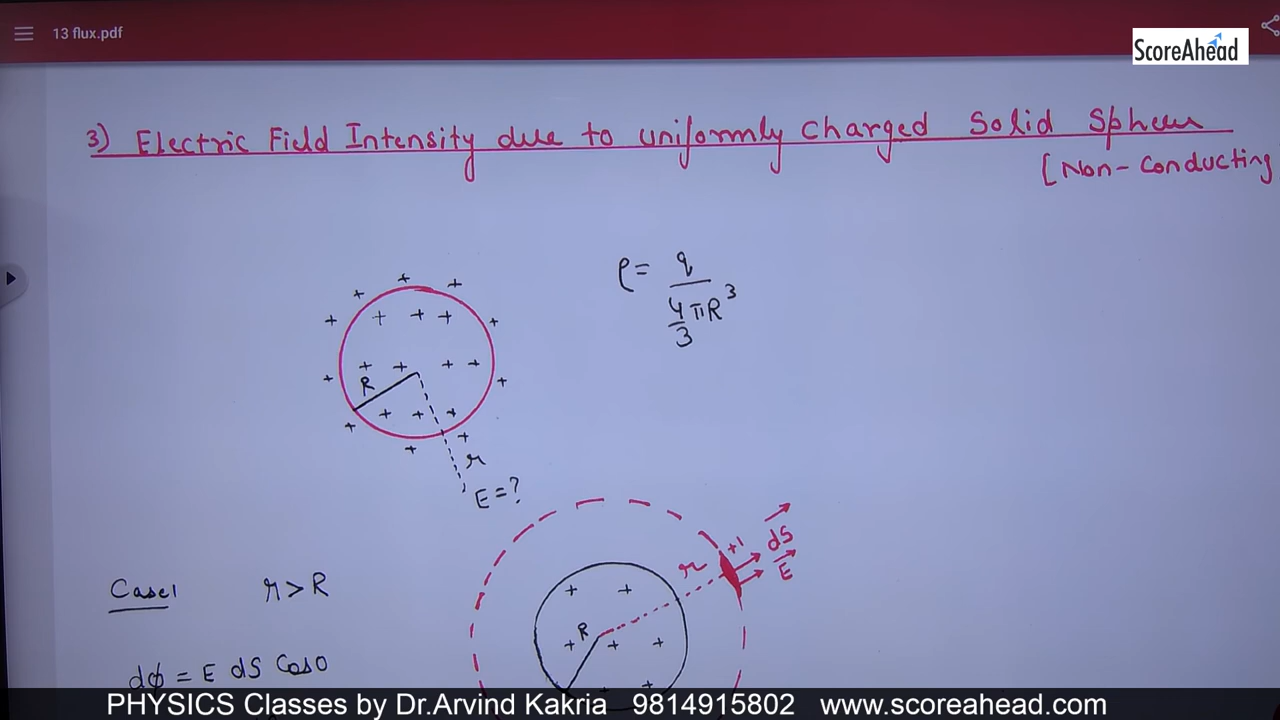 13 flux.pdf
ScoreAhead
3) Electric Field Intensity due to uniformly charged Solid Sphere
[Non-Conducting
ρ = q
4/3 πR³
R
r
E = ?
dS
+1
E
r
Case1 r > R
R
dϕ = E dS Cos0
PHYSICS Classes by Dr.Arvind Kakria 9814915802 www.scoreahead.com